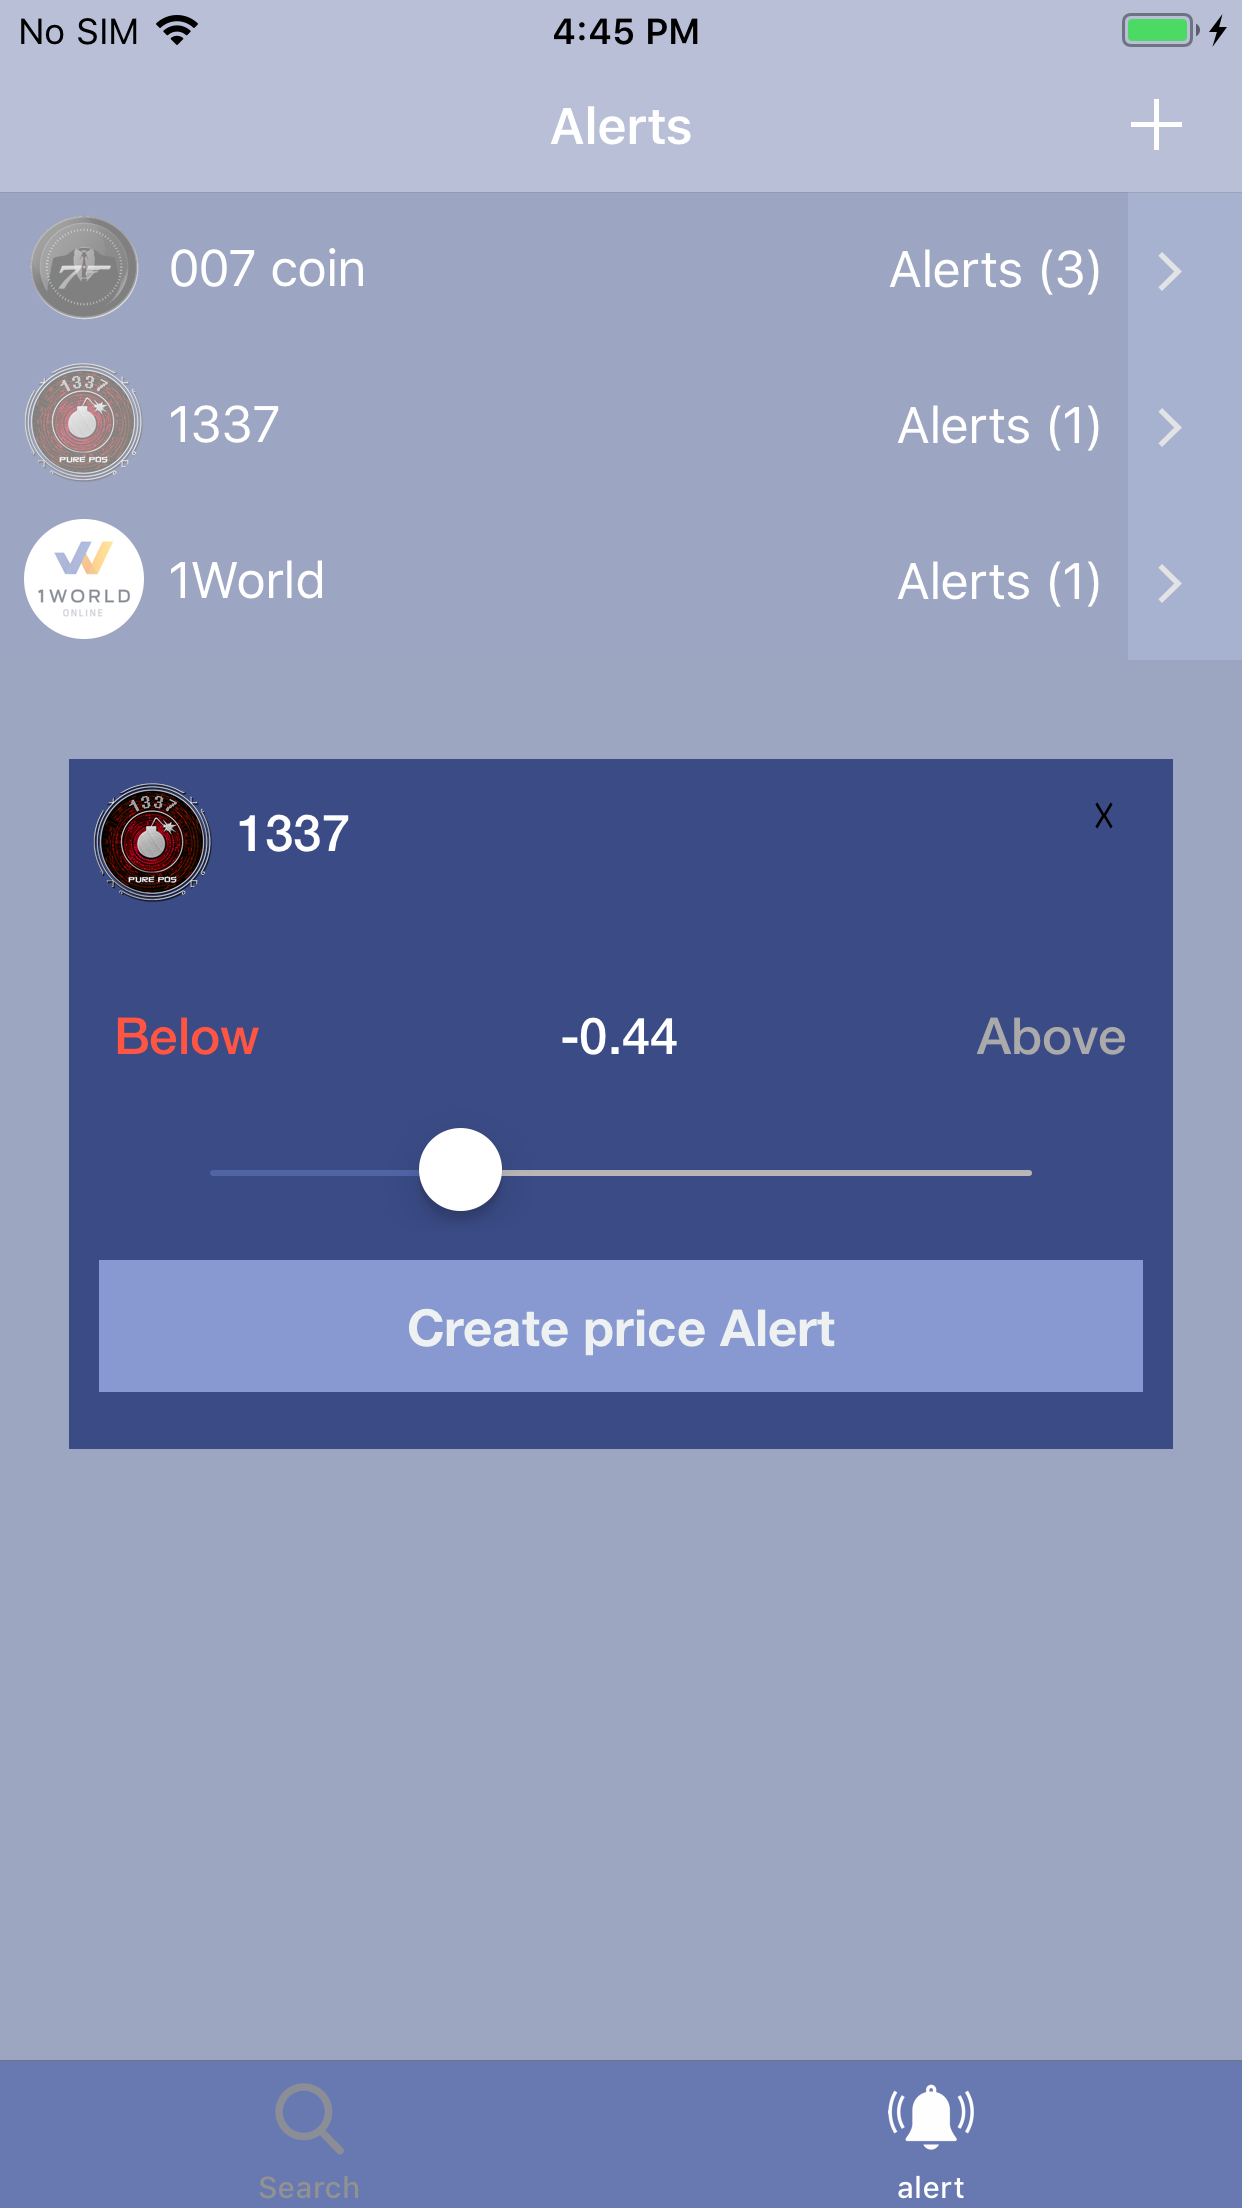 No SIM 4:45 PM
Alerts
007 coin Alerts (3)
1337
PURE POS
1337 Alerts (1)
1WORLD
ONLINE
1World Alerts (1)
1337
PURE POS
1337 X
Below -0.44 Above
Create price Alert
Search alert